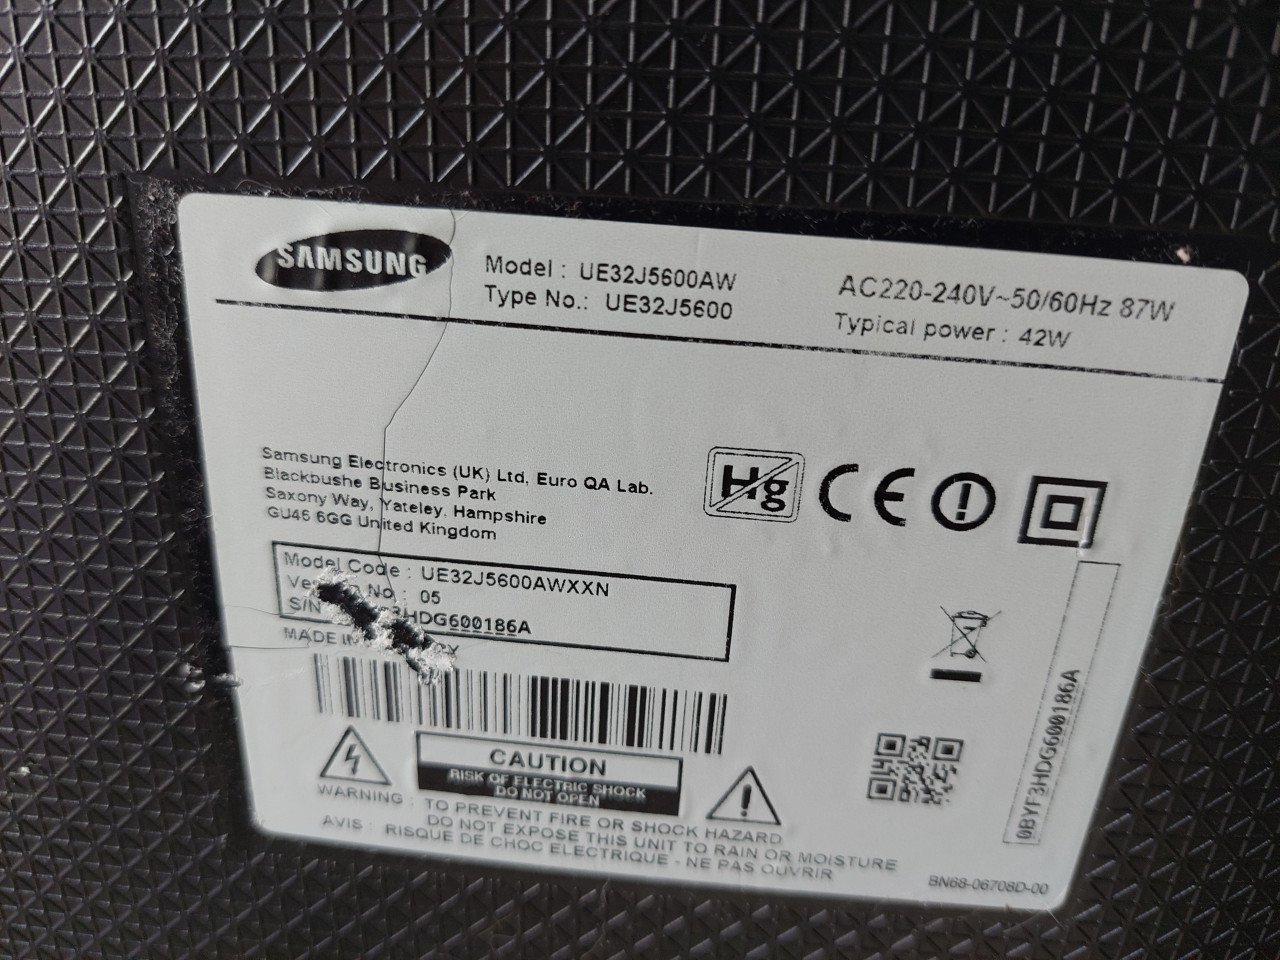 SAMSUNG
Model : UE32J5600AW
Type No.: UE32J5600
AC220-240V~50/60Hz 87W
Typical power : 42W
Samsung Electronics (UK) Ltd, Euro QA Lab.
Blackbushe Business Park
Saxony Way, Yateley, Hampshire
GU46 6GG United Kingdom
Hg
CE
Model Code : UE32J5600AWXXN
No. : 05
S/N 3HDG600186A
MADE IN
0BYF3HDG600186A
CAUTION
RISK OF ELECTRIC SHOCK
DO NOT OPEN
WARNING : TO PREVENT FIRE OR SHOCK HAZARD
DO NOT EXPOSE THIS UNIT TO RAIN OR MOISTURE
AVIS : RISQUE DE CHOC ELECTRIQUE - NE PAS OUVRIR
BN68-06708D-00